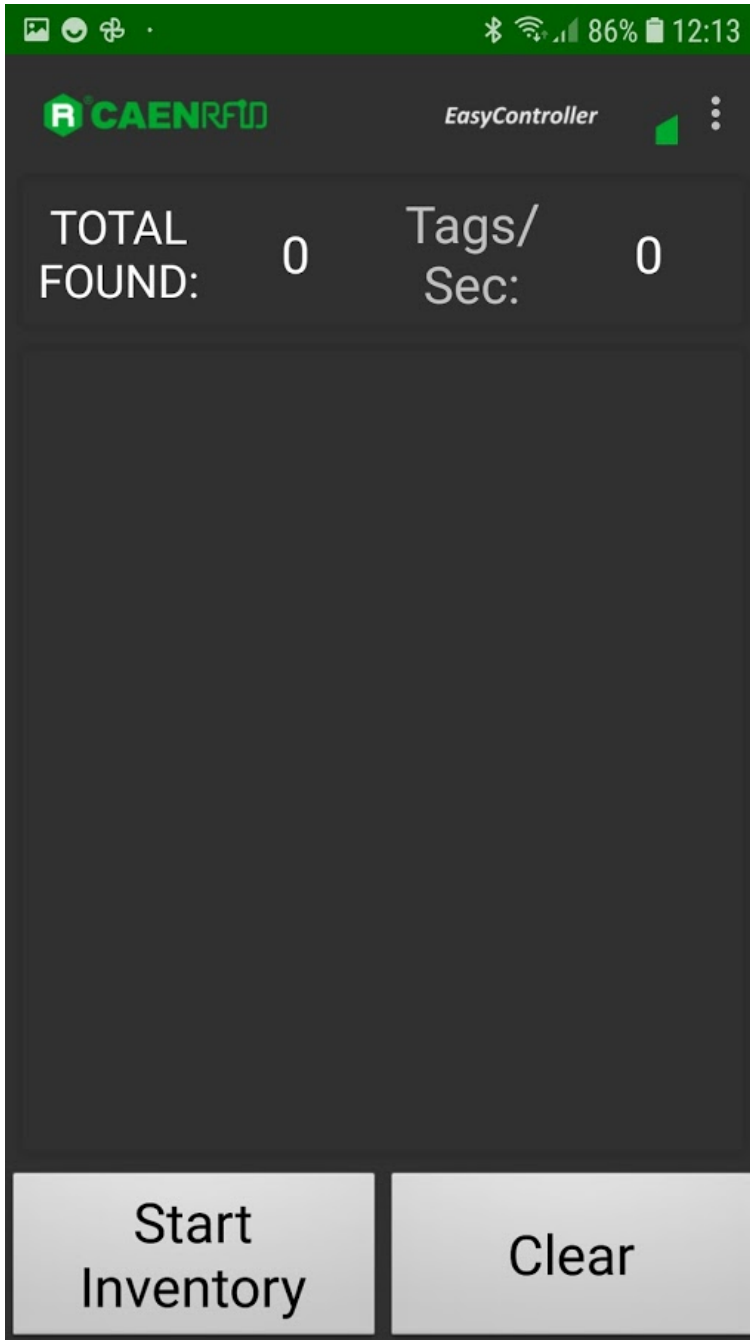 86% 12:13
R®CAENRFID EasyController
TOTAL FOUND: 0 Tags/Sec: 0
Start
Inventory
Clear